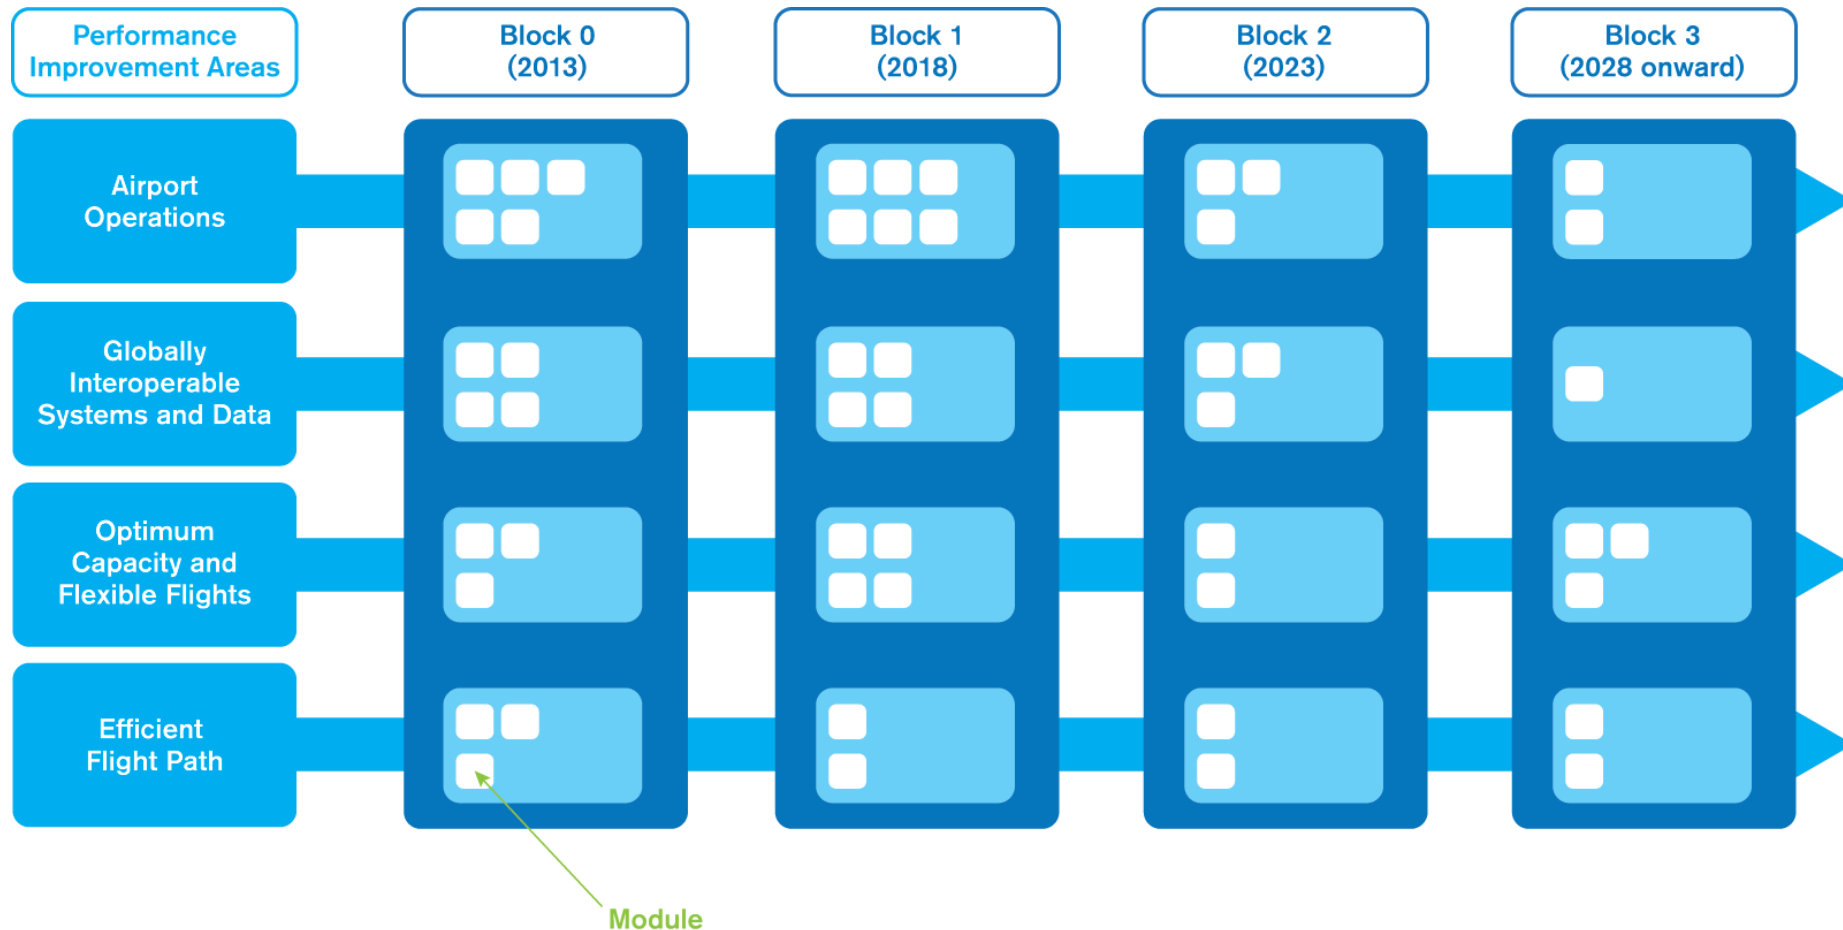 Performance
Improvement Areas
Block 0
(2013)
Block 1
(2018)
Block 2
(2023)
Block 3
(2028 onward)
Airport
Operations
Globally
Interoperable
Systems and Data
Optimum
Capacity and
Flexible Flights
Efficient
Flight Path
Module